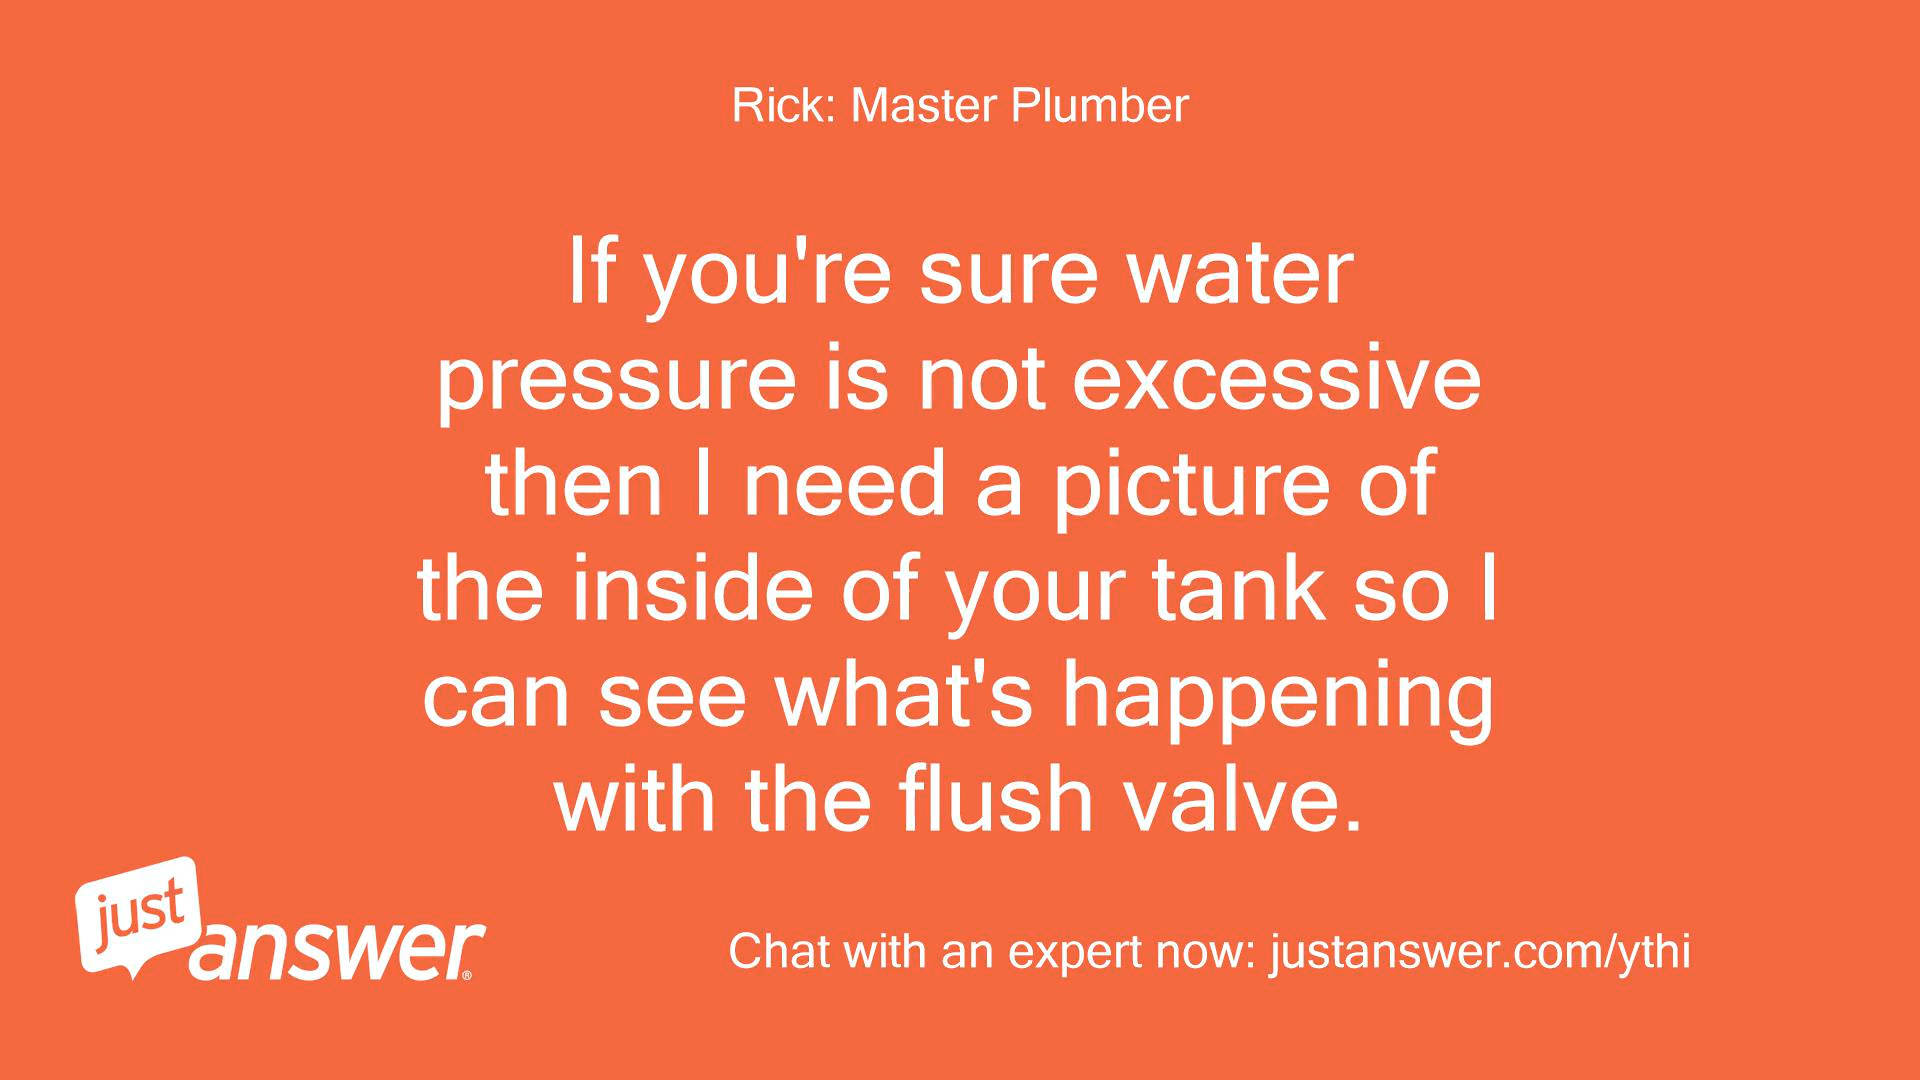 Rick: Master Plumber
If you're sure water
pressure is not excessive
then I need a picture of
the inside of your tank so I
can see what's happening
with the flush valve.
just
answer®
Chat with an expert now: justanswer.com/ythi